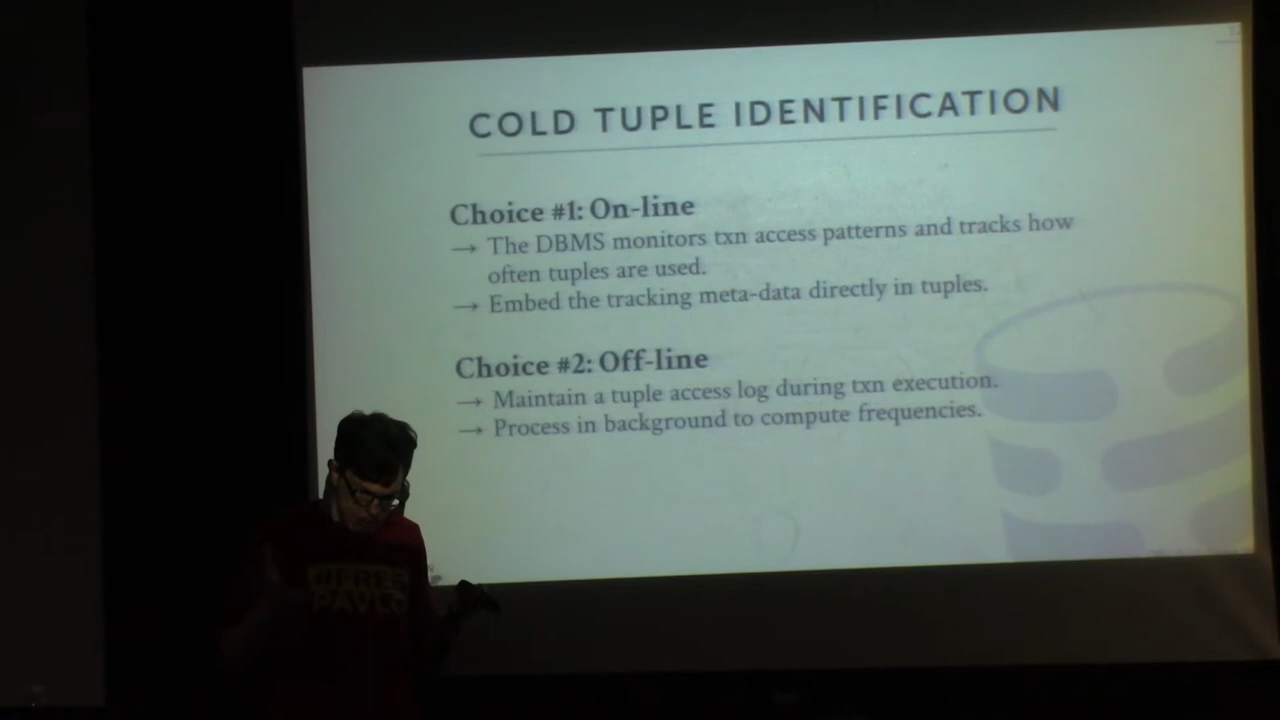 COLD TUPLE IDENTIFICATION
Choice #1: On-line
→ The DBMS monitors txn access patterns and tracks how
often tuples are used.
→ Embed the tracking meta-data directly in tuples.
Choice #2: Off-line
→ Maintain a tuple access log during txn execution.
→ Process in background to compute frequencies.
#FREE
PAVLO